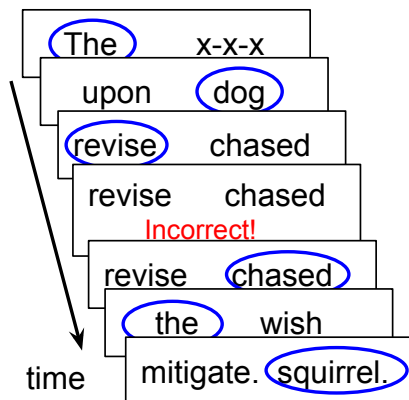 The x-x-x
upon dog
revise chased
revise chased
Incorrect!
revise chased
the wish
mitigate. squirrel.
time